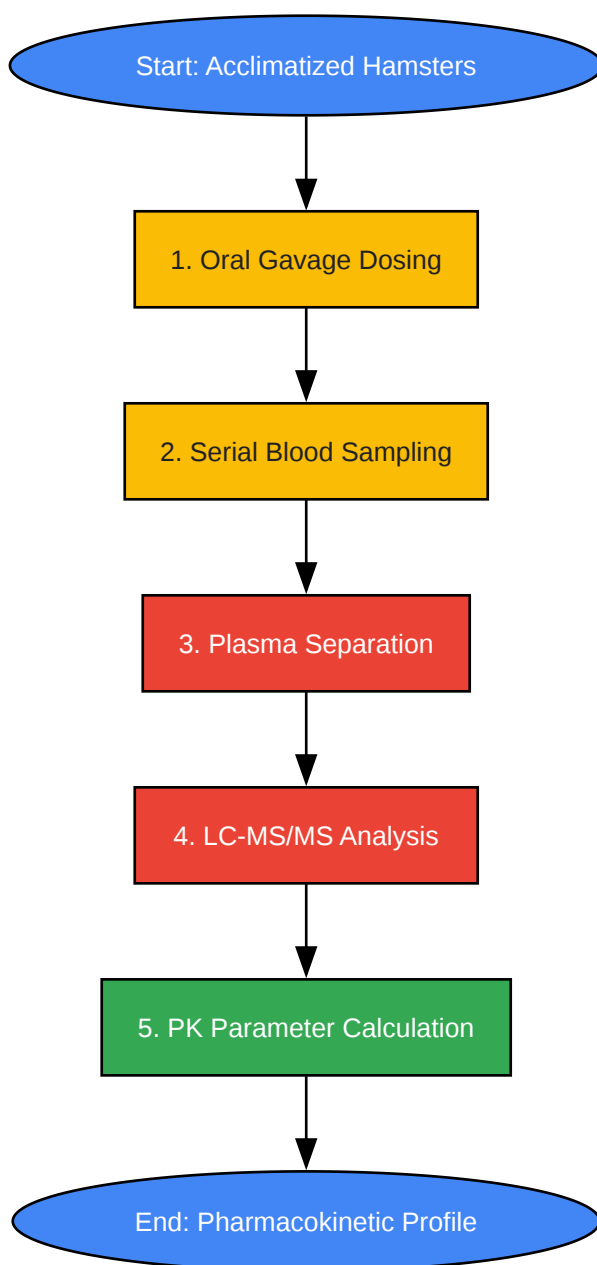 Start: Acclimatized Hamsters
1. Oral Gavage Dosing
2. Serial Blood Sampling
3. Plasma Separation
4. LC-MS/MS Analysis
5. PK Parameter Calculation
End: Pharmacokinetic Profile